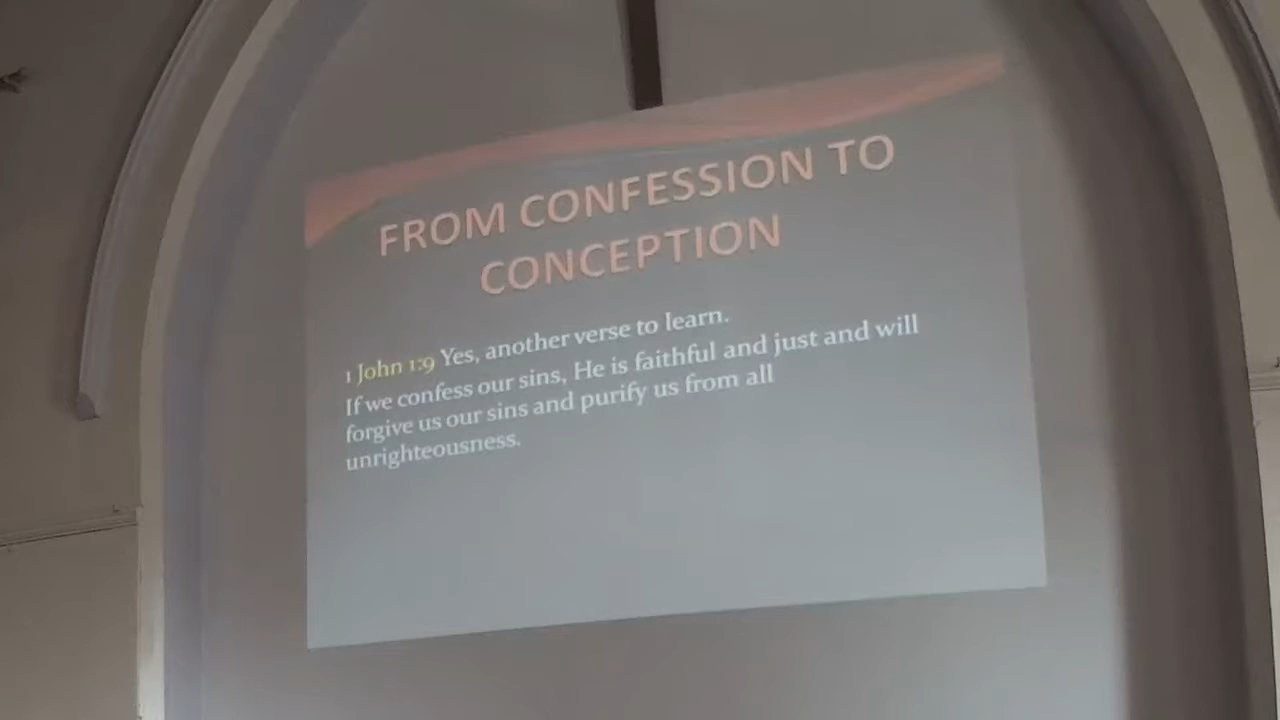 FROM CONFESSION TO
CONCEPTION
1 John 1:9 Yes, another verse to learn.
If we confess our sins, He is faithful and just and will
forgive us our sins and purify us from all
unrighteousness.